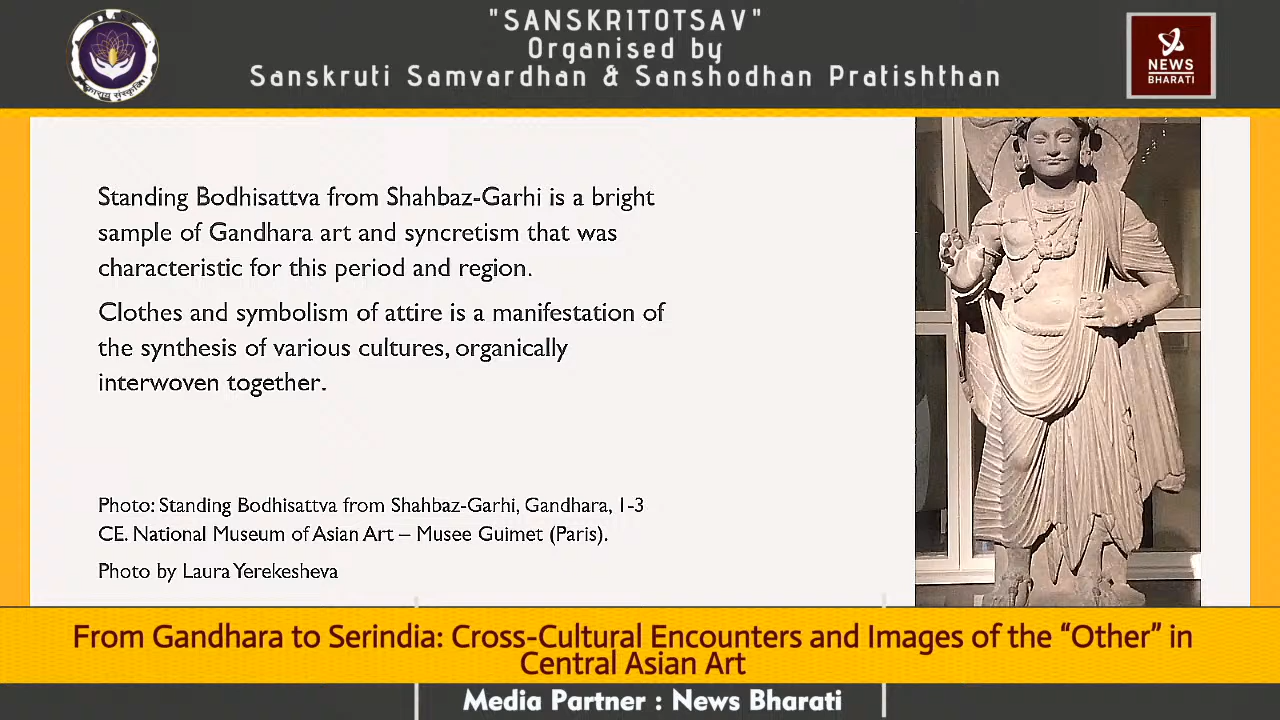 "SANSKRITOTSAV"
Organised by
Sanskruti Samvardhan & Sanshodhan Pratishthan
NEWS
BHARATI
Standing Bodhisattva from Shahbaz-Garhi is a bright
sample of Gandhara art and syncretism that was
characteristic for this period and region.
Clothes and symbolism of attire is a manifestation of
the synthesis of various cultures, organically
interwoven together.
Photo: Standing Bodhisattva from Shahbaz-Garhi, Gandhara, 1-3
CE. National Museum of Asian Art – Musee Guimet (Paris).
Photo by Laura Yerekesheva
From Gandhara to Serindia: Cross-Cultural Encounters and Images of the “Other” in
Central Asian Art
Media Partner : News Bharati